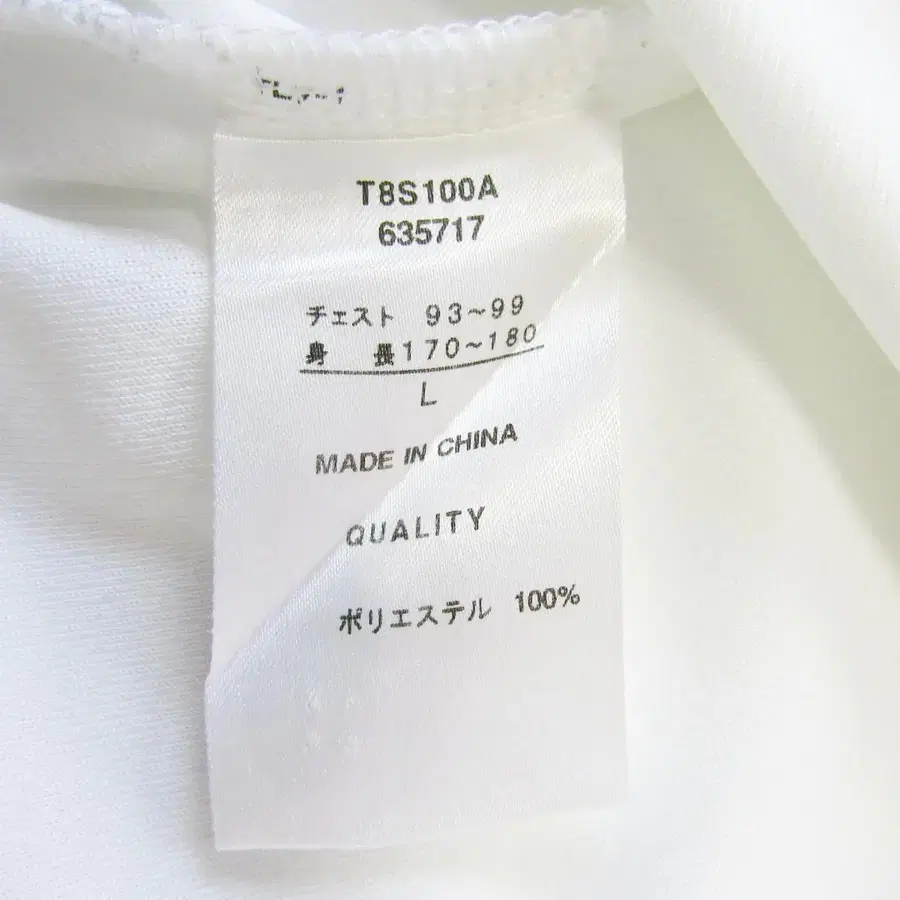 T8S100A
635717
チェスト 93~99
身 長170~180
L
MADE IN CHINA
QUALITY
ポリエステル 100%